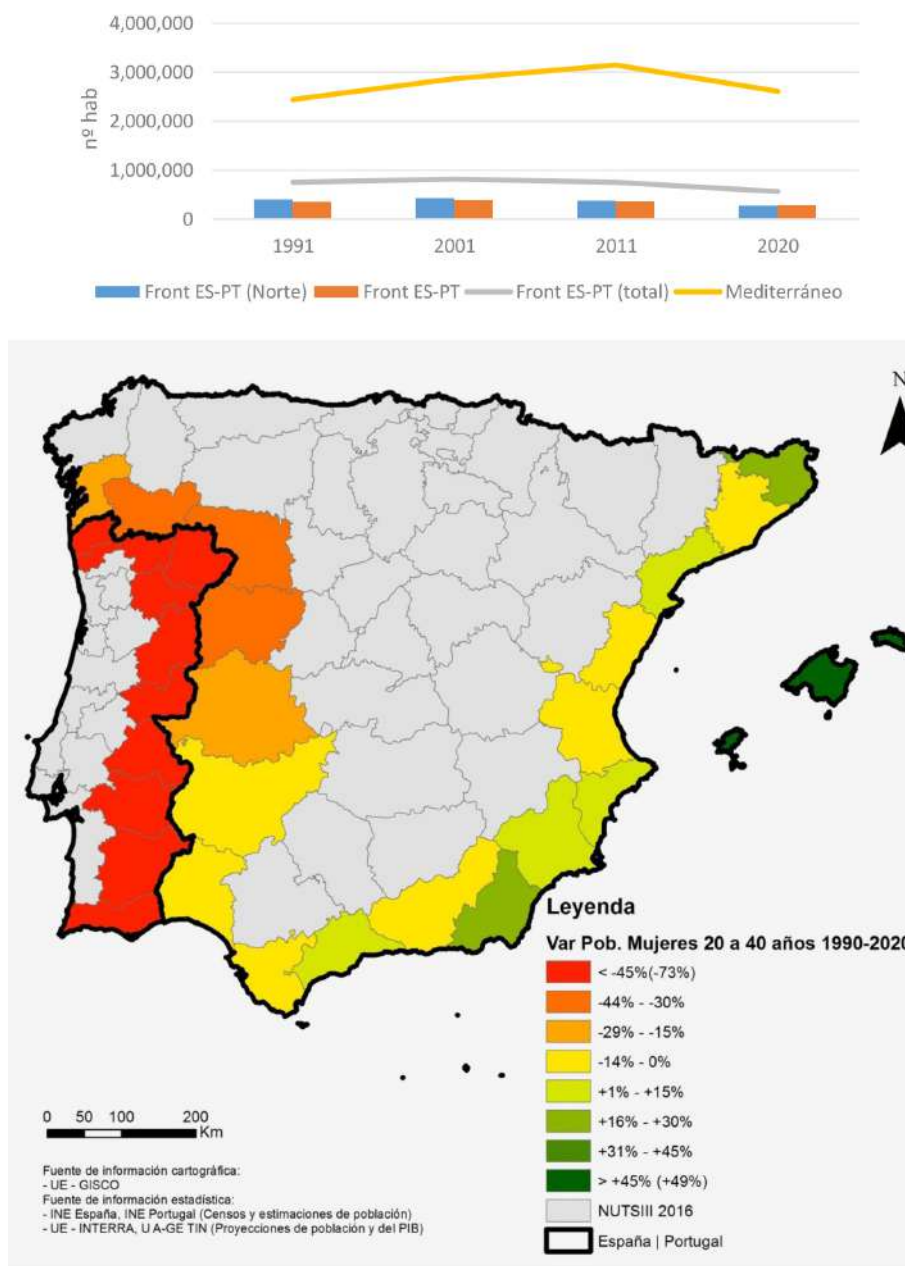 4,000,000
3,000,000
2,000,000
1,000,000
0
nº hab
1991 2001 2011 2020
Front ES-PT (Norte) Front ES-PT Front ES-PT (total) Mediterráneo
N
Leyenda
Var Pob. Mujeres 20 a 40 años 1990-2020
< -45%(-73%)
-44% - -30%
-29% - -15%
-14% - 0%
+1% - +15%
+16% - +30%
+31% - +45%
> +45% (+49%)
NUTSIII 2016
España | Portugal
0 50 100 200
Km
Fuente de información cartográfica:
- UE - GISCO
Fuente de información estadística:
- INE España, INE Portugal (Censos y estimaciones de población)
- UE - INTERRA, U A-GE TIN (Proyecciones de población y del PIB)